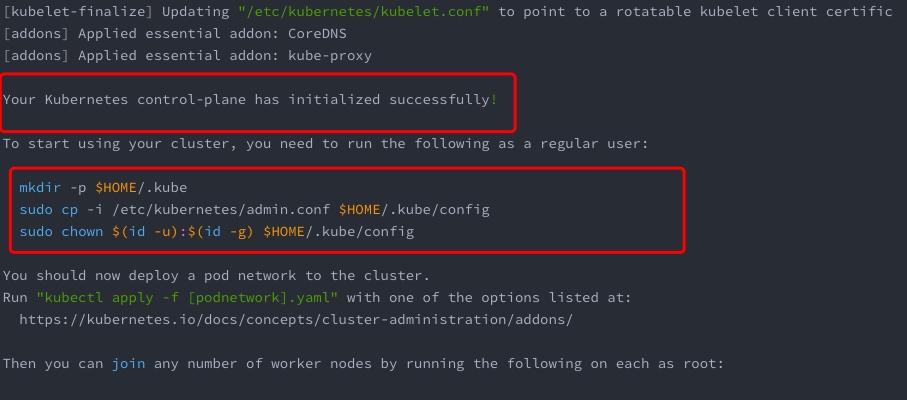 [kubelet-finalize] Updating "/etc/kubernetes/kubelet.conf" to point to a rotatable kubelet client certific
[addons] Applied essential addon: CoreDNS
[addons] Applied essential addon: kube-proxy
Your Kubernetes control-plane has initialized successfully!
To start using your cluster, you need to run the following as a regular user:
mkdir -p $HOME/.kube
sudo cp -i /etc/kubernetes/admin.conf $HOME/.kube/config
sudo chown $(id -u):$(id -g) $HOME/.kube/config
You should now deploy a pod network to the cluster.
Run "kubectl apply -f [podnetwork].yaml" with one of the options listed at:
https://kubernetes.io/docs/concepts/cluster-administration/addons/
Then you can join any number of worker nodes by running the following on each as root: